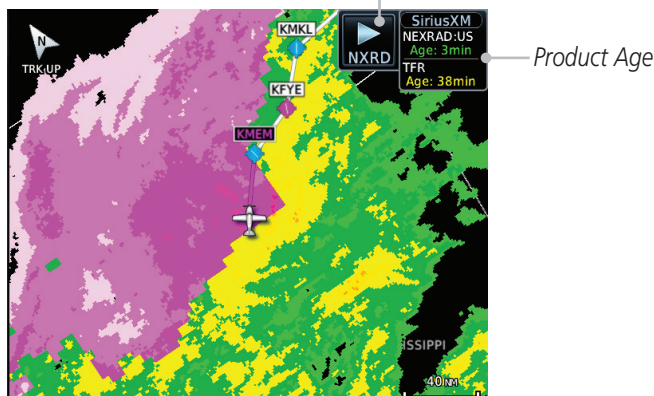 KMKL
SiriusXM
NEXRAD:US
Age: 3min
TFR
Age: 38min
NXRD
Product Age
N
TRK UP
KFYE
KMEM
ISSIPPI
40NM